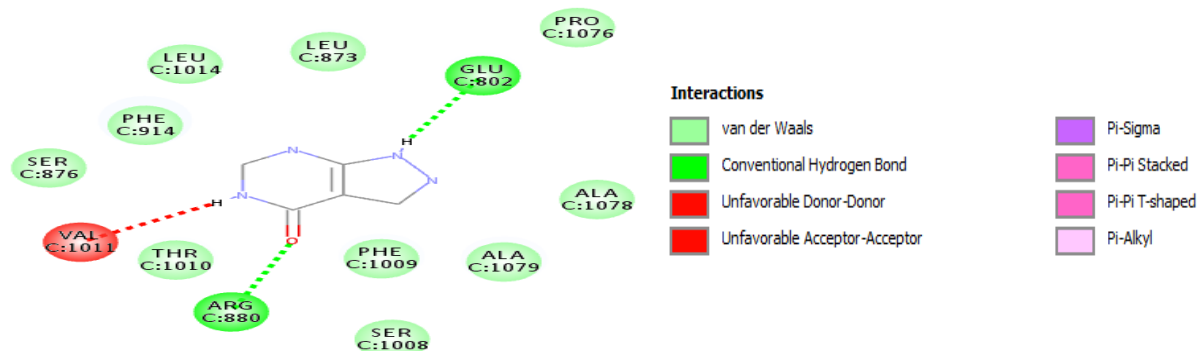 PRO
C:1076
LEU
C:873
LEU
C:1014
GLU
C:802
PHE
C:914
H
N
N
SER
C:876
N
H
N
ALA
C:1078
VAL
C:1011
O
THR
C:1010
PHE
C:1009
ALA
C:1079
ARG
C:880
SER
C:1008
Interactions
van der Waals
Conventional Hydrogen Bond
Unfavorable Donor-Donor
Unfavorable Acceptor-Acceptor
Pi-Sigma
Pi-Pi Stacked
Pi-Pi T-shaped
Pi-Alkyl